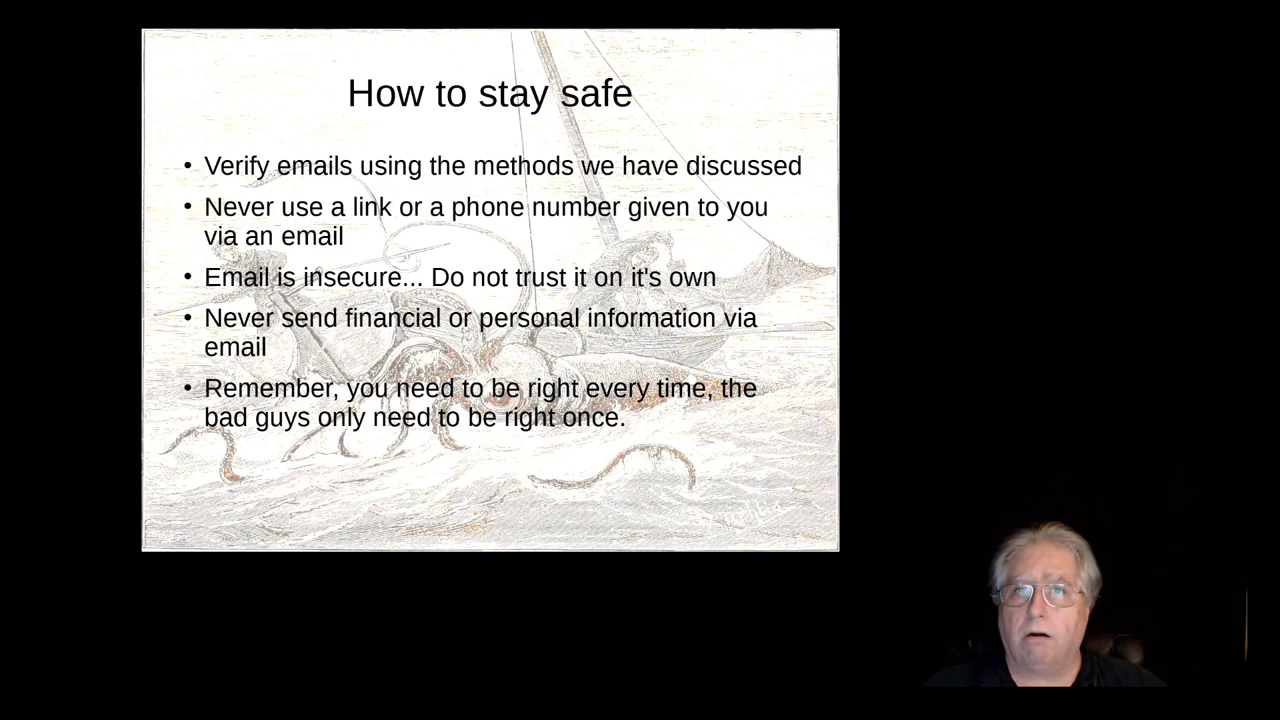 How to stay safe
• Verify emails using the methods we have discussed
• Never use a link or a phone number given to you
via an email
• Email is insecure... Do not trust it on it's own
• Never send financial or personal information via
email
• Remember, you need to be right every time, the
bad guys only need to be right once.